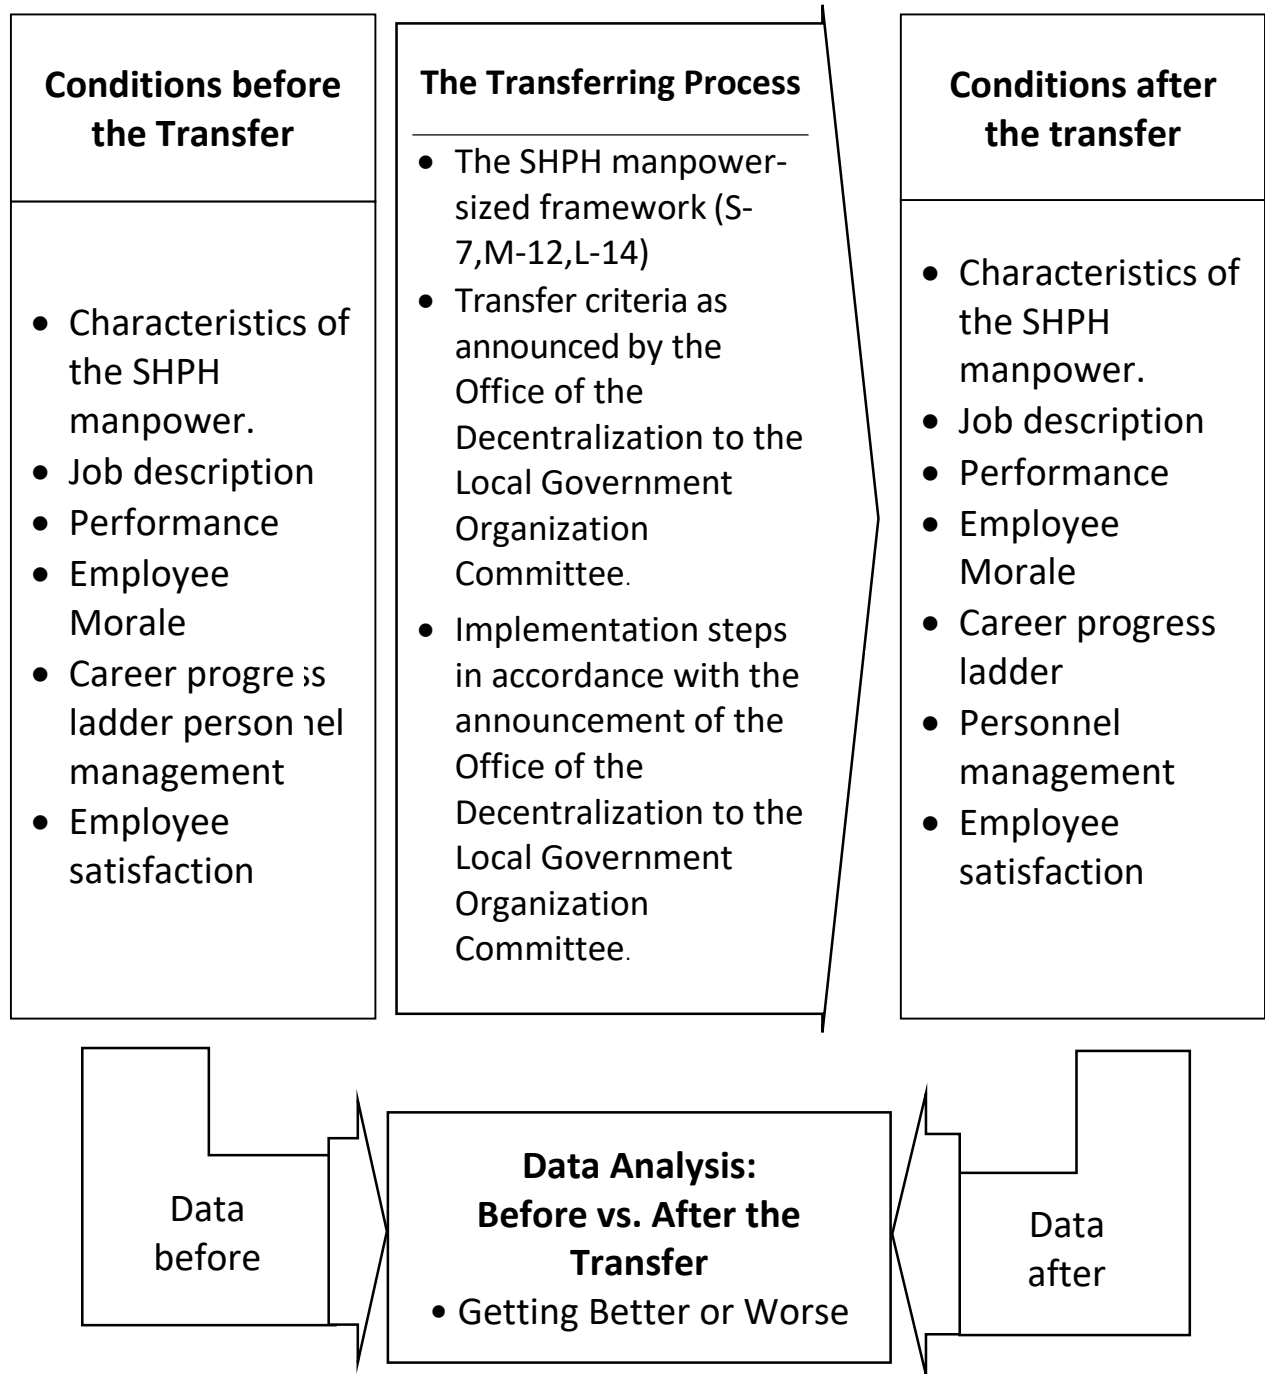 Conditions before
the Transfer
• Characteristics of
the SHPH
manpower.
• Job description
• Performance
• Employee
Morale
• Career progress
ladder personnel
management
• Employee
satisfaction
The Transferring Process
• The SHPH manpower-
sized framework (S-
7,M-12,L-14)
• Transfer criteria as
announced by the
Office of the
Decentralization to the
Local Government
Organization
Committee.
• Implementation steps
in accordance with the
announcement of the
Office of the
Decentralization to the
Local Government
Organization
Committee.
Conditions after
the transfer
• Characteristics of
the SHPH
manpower.
• Job description
• Performance
• Employee
Morale
• Career progress
ladder
• Personnel
management
• Employee
satisfaction
Data
before
Data Analysis:
Before vs. After the
Transfer
• Getting Better or Worse
Data
after